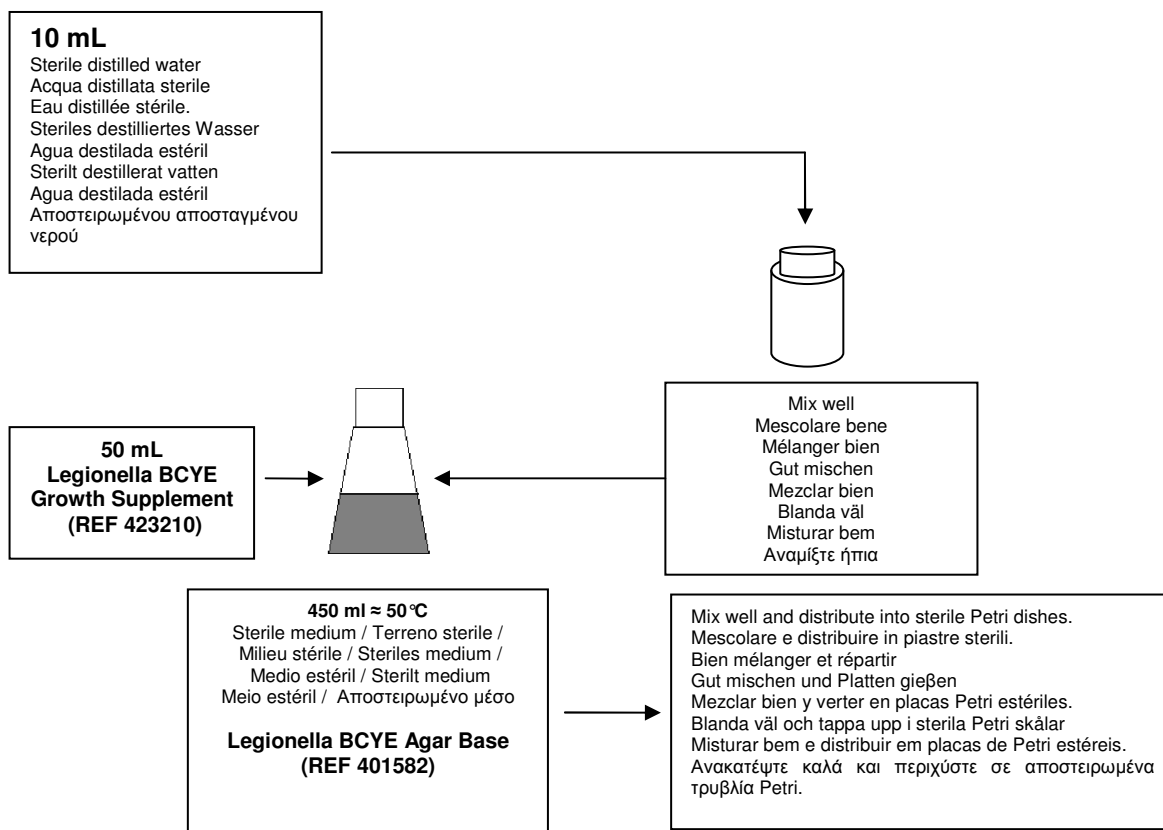 10 mL
Sterile distilled water
Acqua distillata sterile
Eau distillée stérile.
Steriles destilliertes Wasser
Agua destilada estéril
Sterilt destillerat vatten
Agua destilada estéril
Αποστειρωμένου αποσταγμένου
νερού
Mix well
Mescolare bene
Mélanger bien
Gut mischen
Mezclar bien
Blanda väl
Misturar bem
Αναμίξτε ήπια
50 mL
Legionella BCYE
Growth Supplement
(REF 423210)
450 ml ≈ 50°C
Sterile medium / Terreno sterile /
Milieu stérile / Steriles medium /
Medio estéril / Sterilt medium
Meio estéril / Αποστειρωμένο μέσο
Legionella BCYE Agar Base
(REF 401582)
Mix well and distribute into sterile Petri dishes.
Mescolare e distribuire in piastre sterili.
Bien mélanger et répartir
Gut mischen und Platten gieβen
Mezclar bien y verter en placas Petri estériles.
Blanda väl och tappa upp i sterila Petri skålar
Misturar bem e distribuir em placas de Petri estéreis.
Ανακατέψτε καλά και περιχύστε σε αποστειρωμένα
τρυβλία Petri.